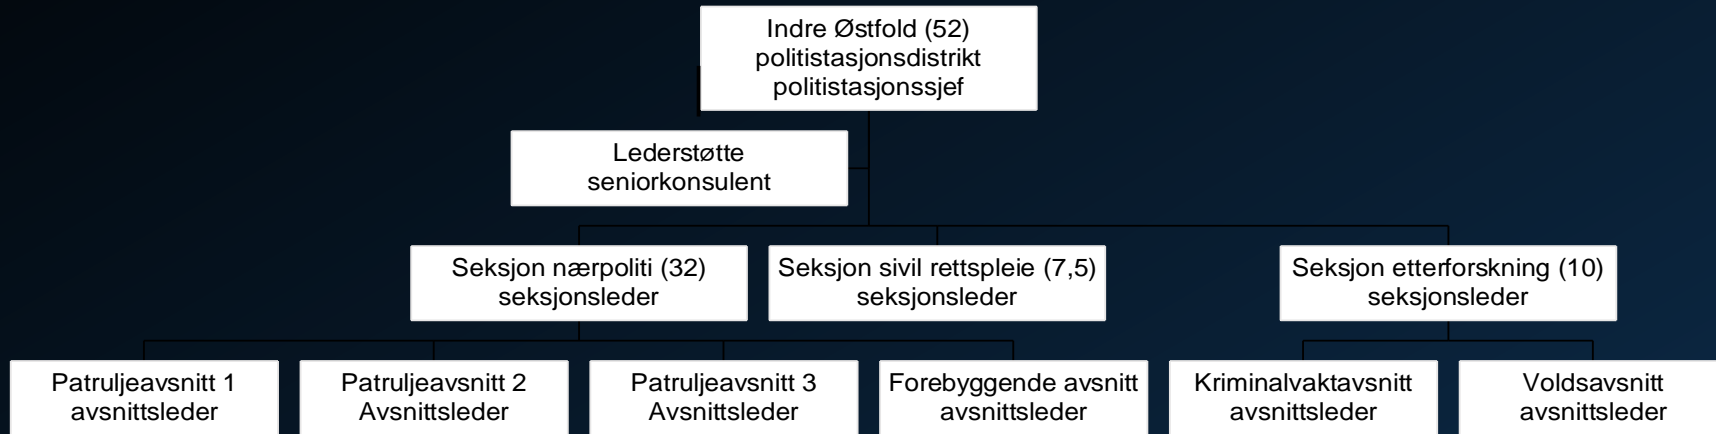 Indre Østfold (52)
politistasjonsdistrikt
politistasjonssjef
Lederstøtte
seniorkonsulent
Seksjon nærpoliti (32)
seksjonsleder
Seksjon sivil rettspleie (7,5)
seksjonsleder
Seksjon etterforskning (10)
seksjonsleder
Patruljeavsnitt 1
avsnittsleder
Patruljeavsnitt 2
Avsnittsleder
Patruljeavsnitt 3
Avsnittsleder
Forebyggende avsnitt
avsnittsleder
Kriminalvaktavsnitt
avsnittsleder
Voldsavsnitt
avsnittsleder